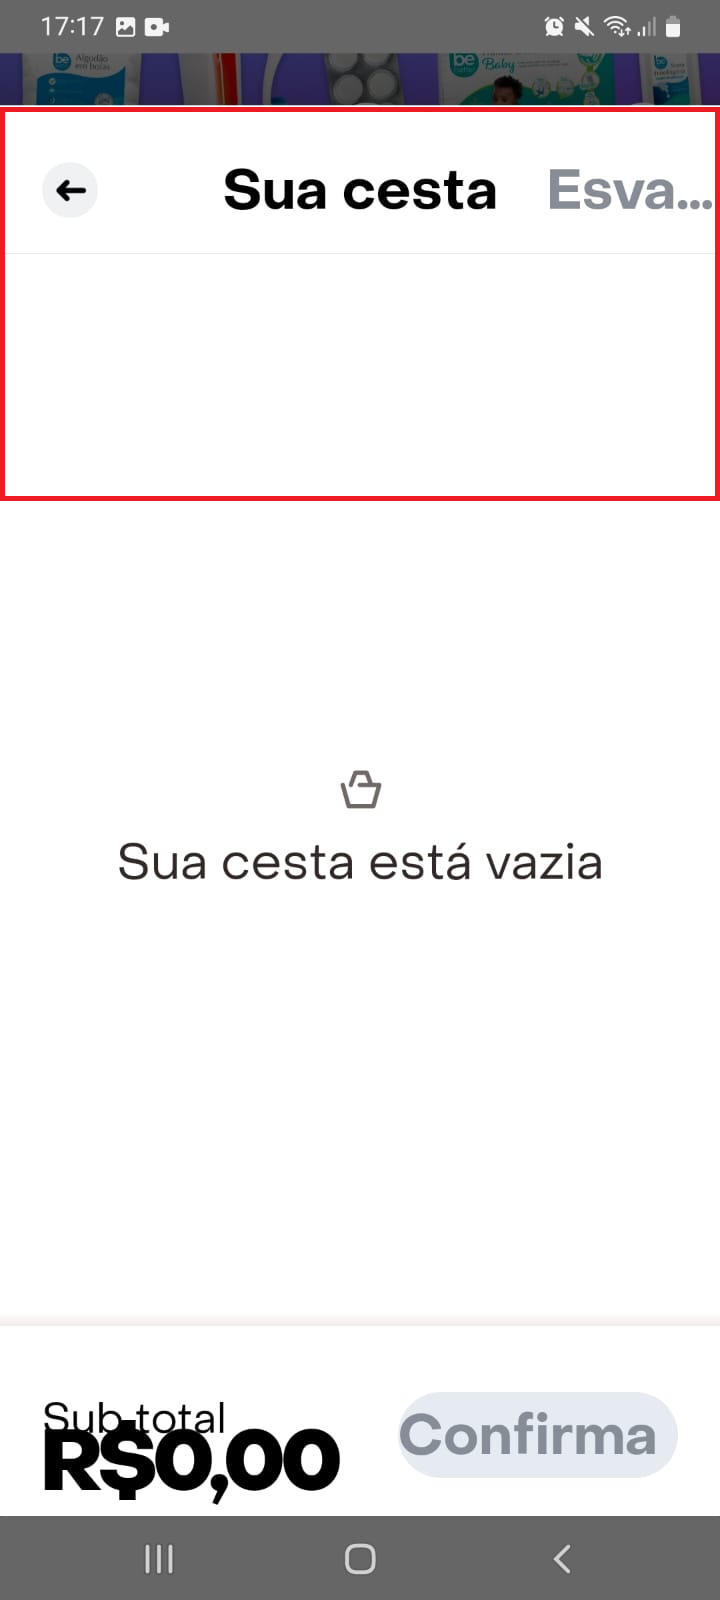 17:17
be Algodão
em bolas
be
better Baby
be
Sua cesta Esva...
Sua cesta está vazia
Sub-total
R$0,00
Confirma